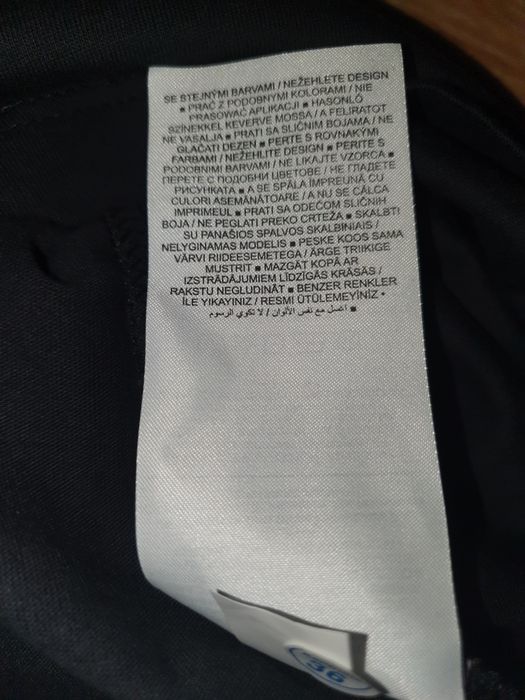 SE STEJNÝMI BARVAMI / NEŽEHLETE DESIGN
■ PRAĆ Z PODOBNYMI KOLORAMI / NIE
PRASOWAĆ APLIKACJI ■ HASONLÓ
SZÍNEKKEL KEVERVE MOSSA / A FELIRATOT
NE VASALJA ■ PRATI SA SLIČNIM BOJAMA / NE
GLAČATI DEZEN ■ PERTE S ROVNAKÝMI
FARBAMI / NEŽEHLITE DESIGN ■ PERITE S
PODOBNIMI BARVAMI / NE LIKAJTE VZORCA ■
ПЕРЕТЕ С ПОДОБНИ ЦВЕТОВЕ / НЕ ГЛАДЕТЕ
РИСУНКАТА ■ A SE SPĂLA ÎMPREUNĂ CU
CULORI ASEMĂNĂTOARE / A NU SE CĂLCA
IMPRIMEUL ■ PRATI SA ODEĆOM SLIČNIH
BOJA / NE PEGLATI PREKO CRTEŽA ■ SKALBTI
SU PANAŠIOS SPALVOS SKALBINIAIS /
NELYGINAMAS MODELIS ■ PESKE KOOS SAMA
VÄRVI RIIDEESEMETEGA / ÄRGE TRIIKIGE
MUSTRIT ■ MAZGĀT KOPĀ AR
IZSTRĀDĀJUMIEM LĪDZĪGĀS KRĀSĀS /
RAKSTU NEGLUDINĀT ■ BENZER RENKLER
İLE YIKAYINIZ / RESMI ÜTÜLEMEYİNİZ •
■ اغسل مع نفس الألوان / لا تكوي الرسوم
36